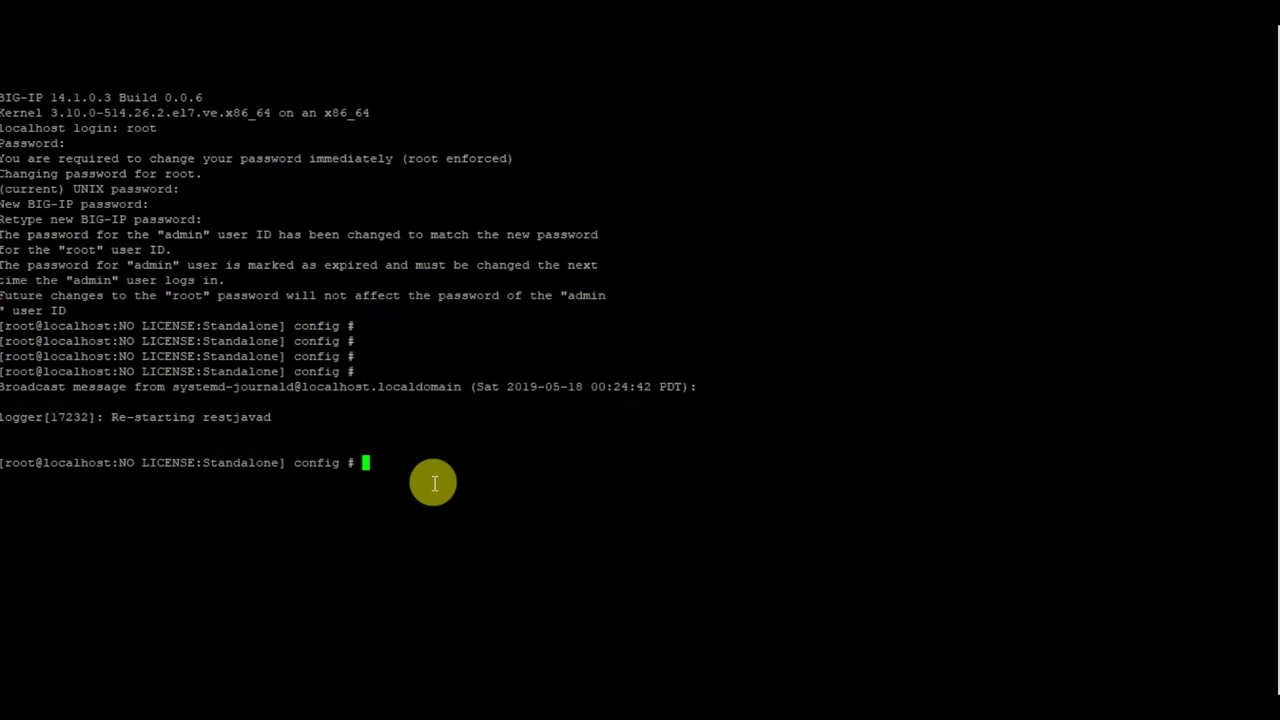 BIG-IP 14.1.0.3 Build 0.0.6
Kernel 3.10.0-514.26.2.el7.ve.x86_64 on an x86_64
localhost login: root
Password:
You are required to change your password immediately (root enforced)
Changing password for root.
(current) UNIX password:
New BIG-IP password:
Retype new BIG-IP password:
The password for the "admin" user ID has been changed to match the new password
for the "root" user ID.
The password for "admin" user is marked as expired and must be changed the next
time the "admin" user logs in.
Future changes to the "root" password will not affect the password of the "admin
" user ID
[root@localhost:NO LICENSE:Standalone] config #
[root@localhost:NO LICENSE:Standalone] config #
[root@localhost:NO LICENSE:Standalone] config #
[root@localhost:NO LICENSE:Standalone] config #
Broadcast message from systemd-journald@localhost.localdomain (Sat 2019-05-18 00:24:42 PDT):
logger[17232]: Re-starting restjavad
[root@localhost:NO LICENSE:Standalone] config #